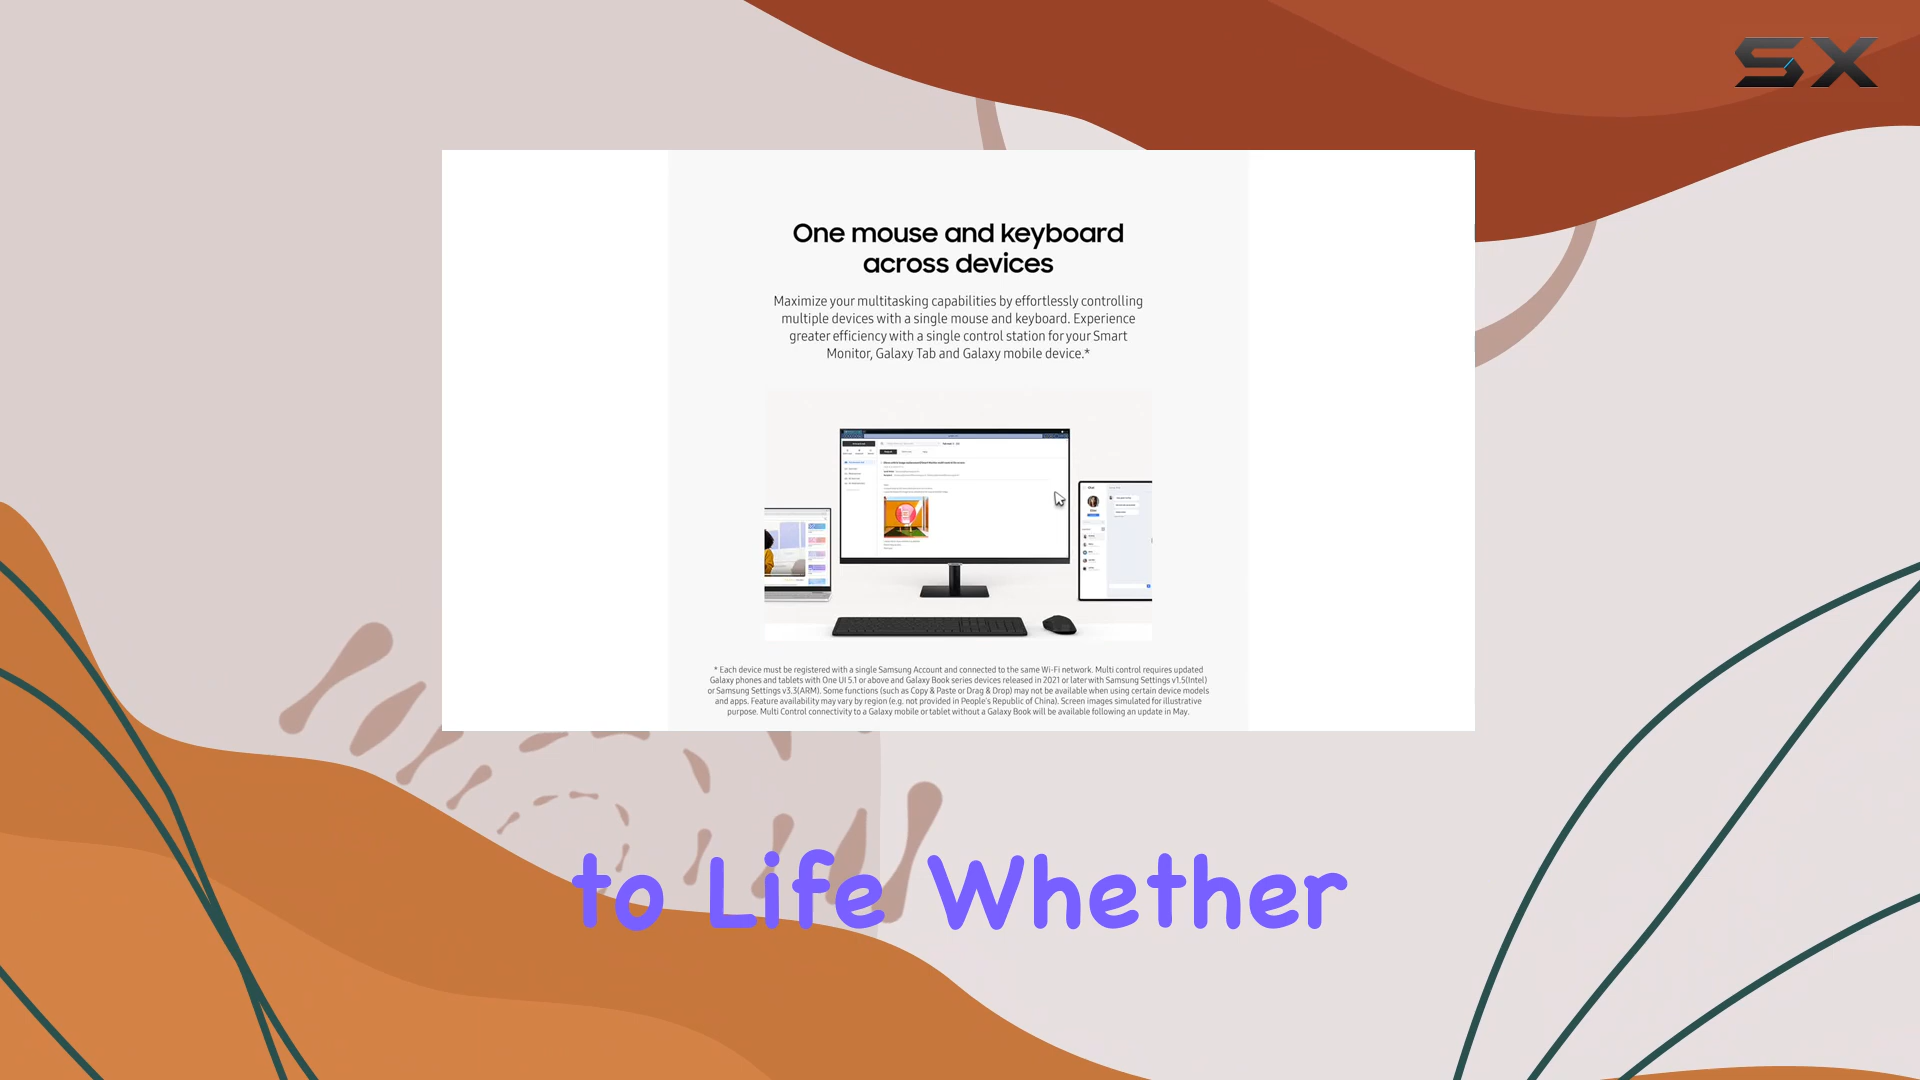 SX
One mouse and keyboard
across devices
Maximize your multitasking capabilities by effortlessly controlling
multiple devices with a single mouse and keyboard. Experience
greater efficiency with a single control station for your Smart
Monitor, Galaxy Tab and Galaxy mobile device.*
* Each device must be registered with a single Samsung Account and connected to the same Wi-Fi network. Multi control requires updated
Galaxy phones and tablets with One UI 5.1 or above and Galaxy Book series devices released in 2021 or later with Samsung Settings v1.5(Intel)
or Samsung Settings v3.3(ARM). Some functions (such as Copy & Paste or Drag & Drop) may not be available when using certain device models
and apps. Feature availability may vary by region (e.g. not provided in People's Republic of China). Screen images simulated for illustrative
purpose. Multi Control connectivity to a Galaxy mobile or tablet without a Galaxy Book will be available following an update in May.
to Life Whether